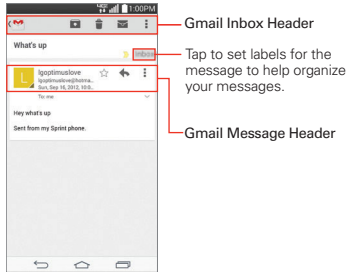 4G 1:00PM
Gmail Inbox Header
What's up
Inbox
Tap to set labels for the
message to help organize
your messages.
L
lgoptimuslove
lgoptimuslove@hotma..
Sun, Sep 16, 2012, 10:0..
To: me
Gmail Message Header
Hey what's up
Sent from my Sprint phone.